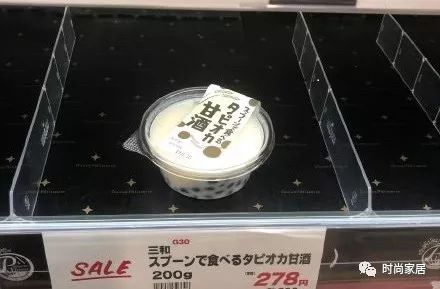 スプーンで食べる
タピオカ
甘酒
G30
三和
スプーンで食べるタピオカ甘酒
200g
SALE
278円
时尚家居